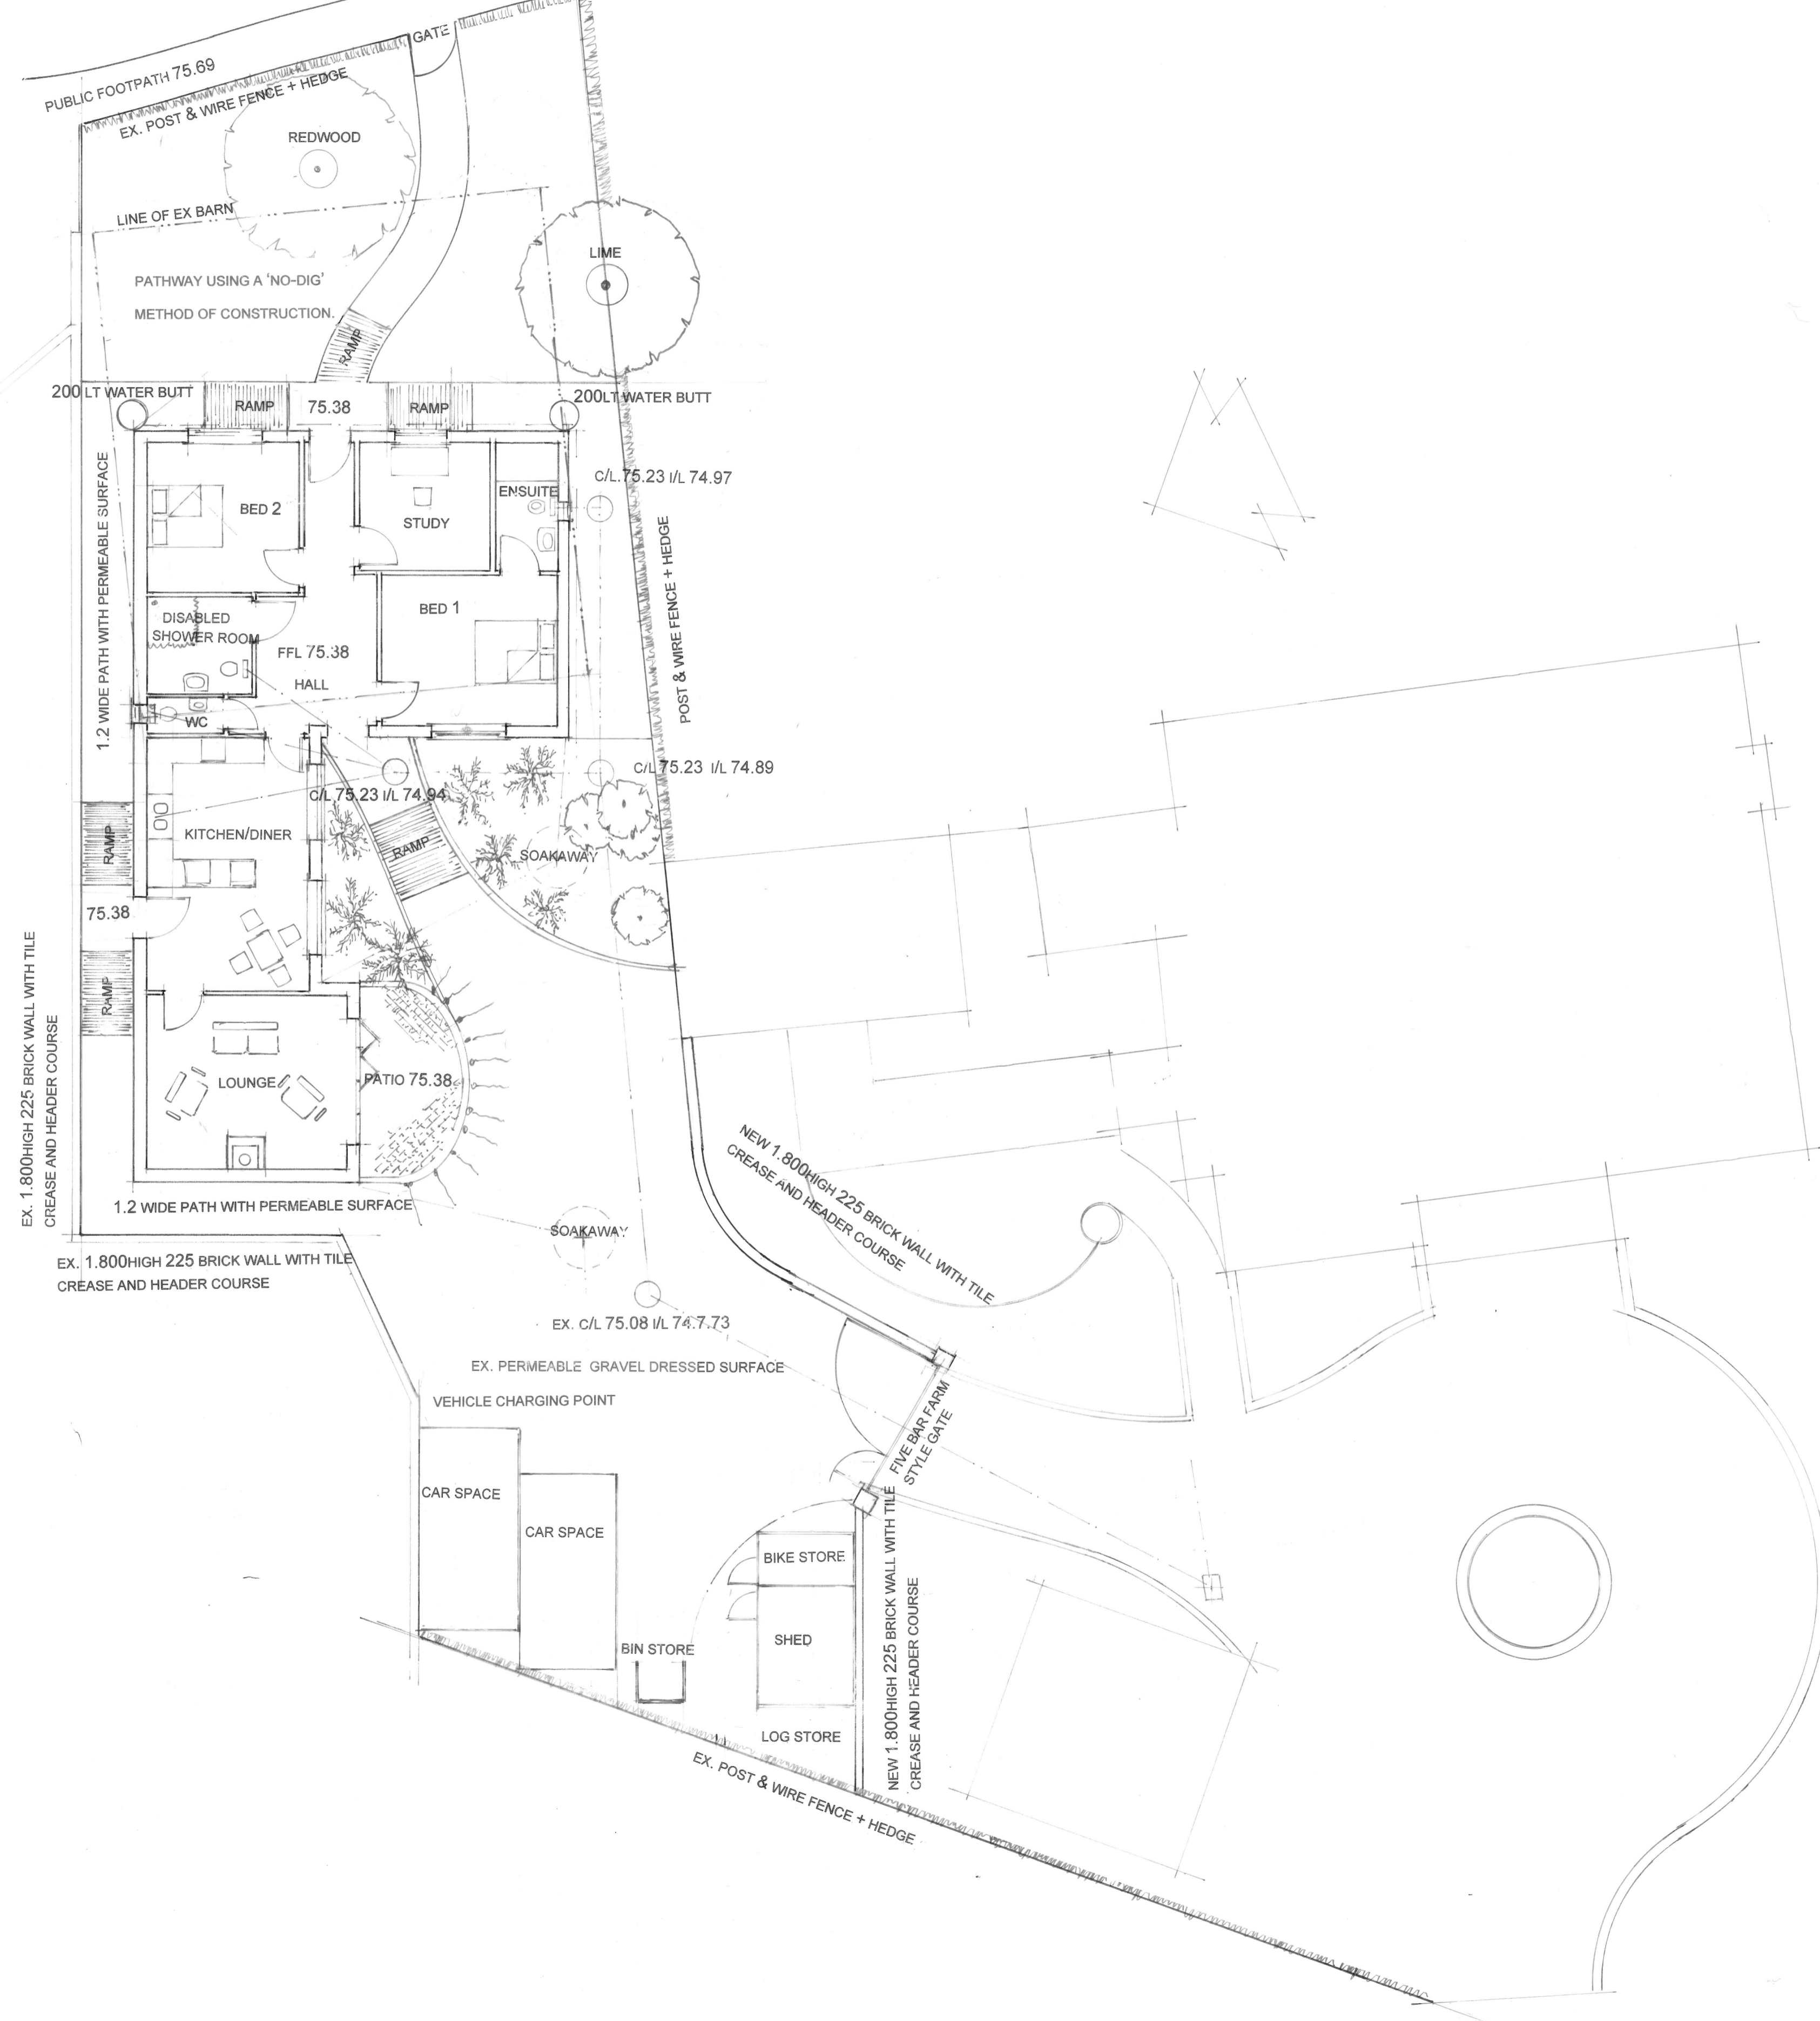 GATE
PUBLIC FOOTPATH 75.69
EX. POST & WIRE FENCE + HEDGE
REDWOOD
LINE OF EX BARN
LIME
PATHWAY USING A 'NO-DIG'
METHOD OF CONSTRUCTION.
RAMP
200 LT WATER BUTT
RAMP
75.38
RAMP
200LT WATER BUTT
1.2 WIDE PATH WITH PERMEABLE SURFACE
C/L.75.23 I/L 74.97
BED 2
STUDY
ENSUITE
POST & WIRE FENCE + HEDGE
BED 1
DISABLED
SHOWER ROOM
FFL 75.38
HALL
WC
C/L 75.23 I/L 74.89
C/L 75.23 I/L 74.94
KITCHEN/DINER
RAMP
RAMP
SOAKAWAY
75.38
RAMP
EX. 1.800HIGH 225 BRICK WALL WITH TILE
CREASE AND HEADER COURSE
LOUNGE
PATIO 75.38
NEW 1.800HIGH 225 BRICK WALL WITH TILE
CREASE AND HEADER COURSE
1.2 WIDE PATH WITH PERMEABLE SURFACE
SOAKAWAY
EX. 1.800HIGH 225 BRICK WALL WITH TILE
CREASE AND HEADER COURSE
EX. C/L 75.08 I/L 74.7.73
EX. PERMEABLE GRAVEL DRESSED SURFACE
VEHICLE CHARGING POINT
FIVE BAR FARM
STYLE GATE
CAR SPACE
CAR SPACE
BIKE STORE
SHED
BIN STORE
LOG STORE
NEW 1.800HIGH 225 BRICK WALL WITH TILE
CREASE AND HEADER COURSE
EX. POST & WIRE FENCE + HEDGE